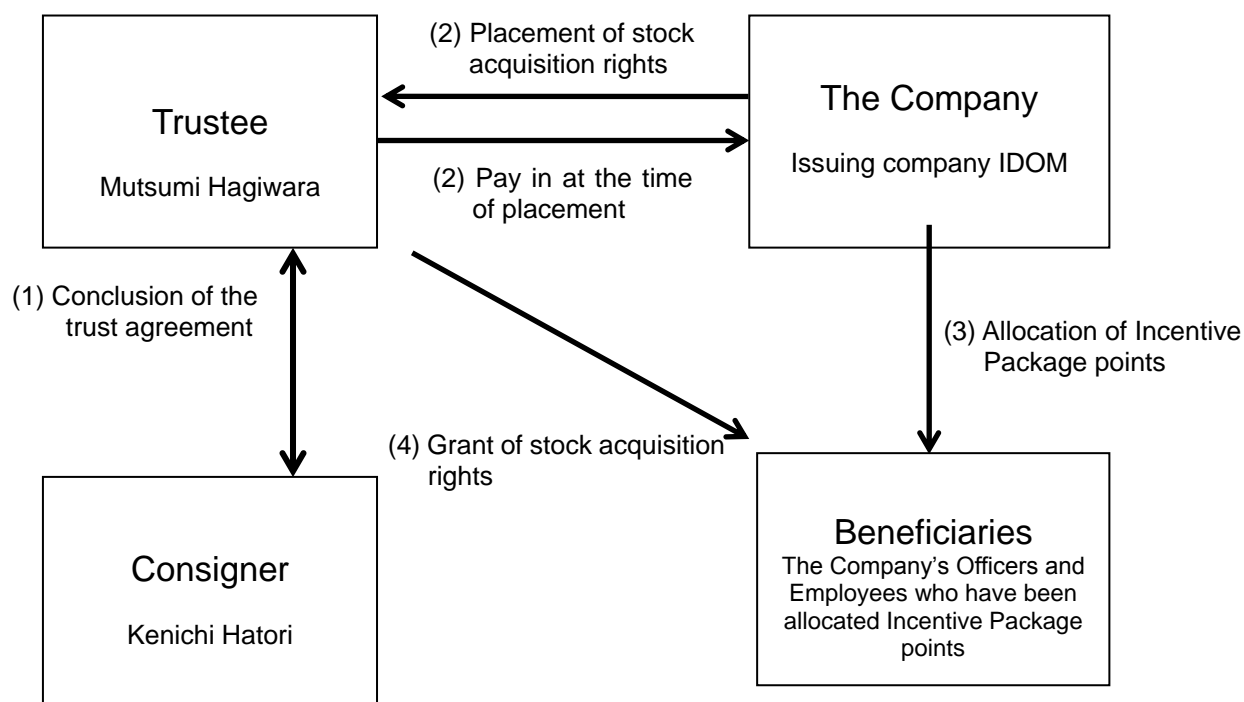 (2) Placement of stock
acquisition rights
Trustee
Mutsumi Hagiwara
The Company
Issuing company IDOM
(2) Pay in at the time
of placement
(1) Conclusion of the
trust agreement
(3) Allocation of Incentive
Package points
(4) Grant of stock acquisition
rights
Consigner
Kenichi Hatori
Beneficiaries
The Company’s Officers and
Employees who have been
allocated Incentive Package
points